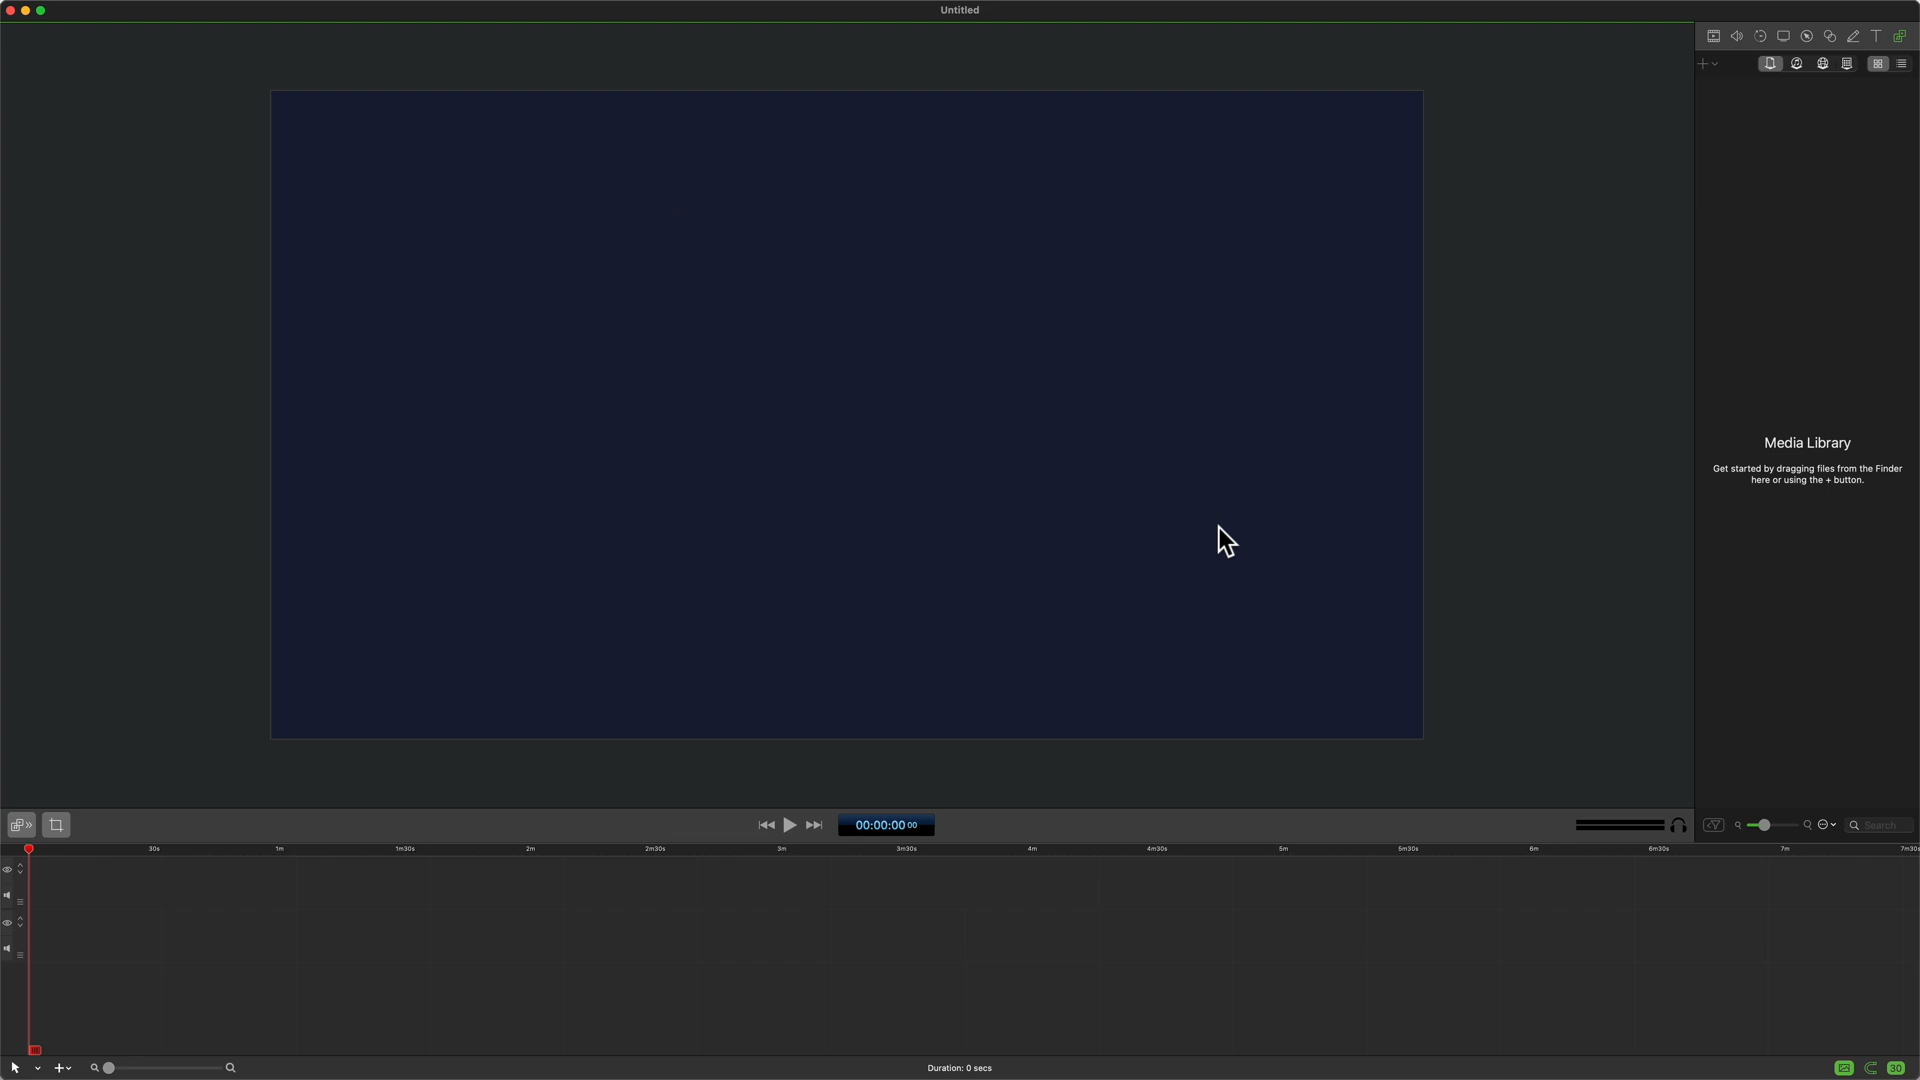 Untitled
Media Library
Get started by dragging files from the Finder
here or using the + button.
00:00:00 00
Search
30s 1m 1m30s 2m 2m30s 3m 3m30s 4m 4m30s 5m 5m30s 6m 6m30s 7m 7m30s
Duration: 0 secs
30